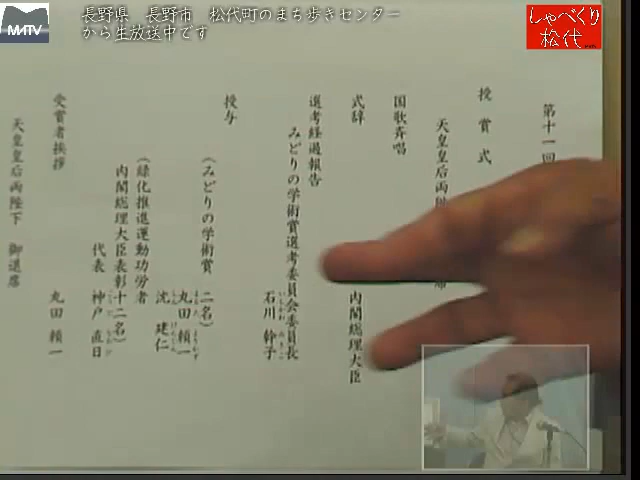 MATV
長野県　長野市　松代町のまち歩きセンター
から生放送中です
しゃべくり
松代
第十一回
授賞式
天皇皇后両陛
席
国歌斉唱
式辞
内閣総理大臣
選考経過報告
みどりの学術賞選考委員会委員長
石川 幹子
授与
（みどりの学術賞
二名）
丸田 頼一
沈 建仁
（緑化推進運動功労者
内閣総理大臣表彰
十二名）
代表
神戸 直日
受賞者挨拶
丸田 頼一
天皇皇后両陛下　御退席